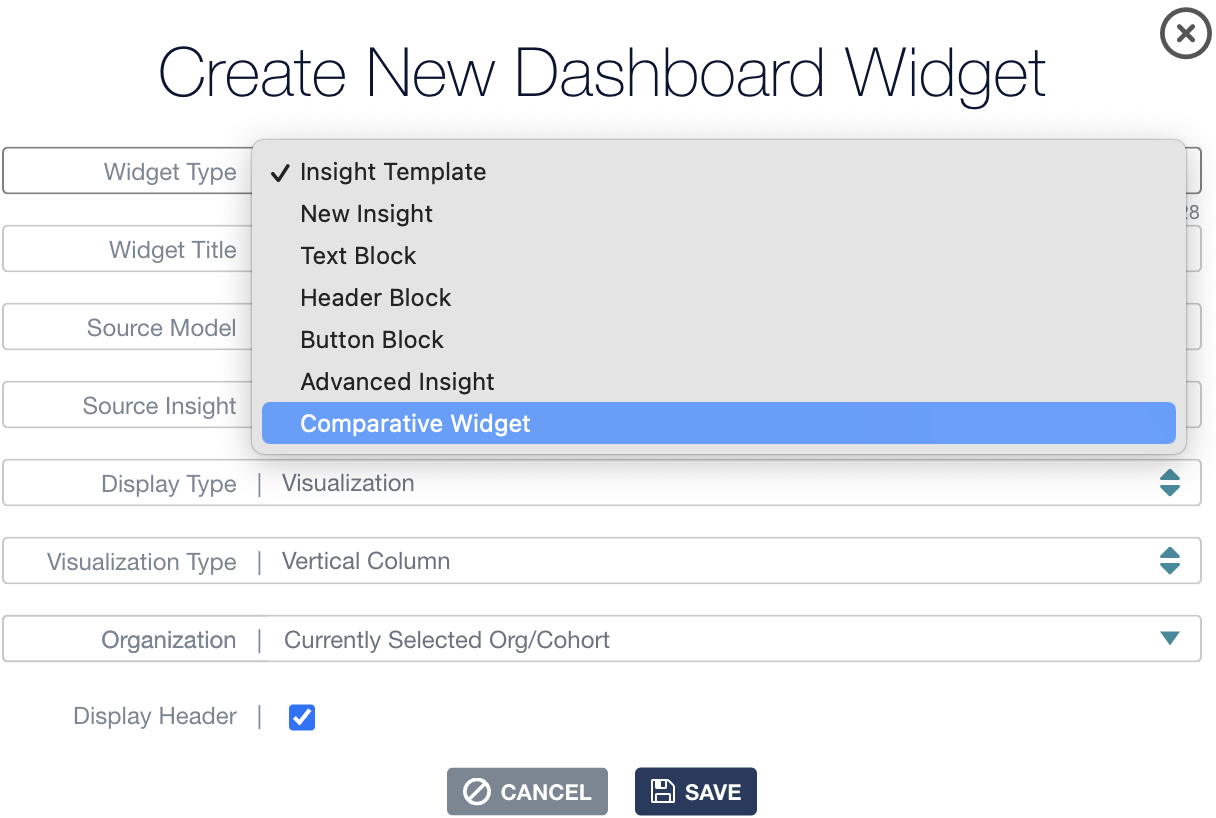 Create New Dashboard Widget
Widget Type
✓ Insight Template
New Insight
28
Widget Title
Text Block
Header Block
Source Model
Button Block
Advanced Insight
Source Insight
Comparative Widget
Display Type | Visualization
Visualization Type | Vertical Column
Organization | Currently Selected Org/Cohort
Display Header |
CANCEL SAVE